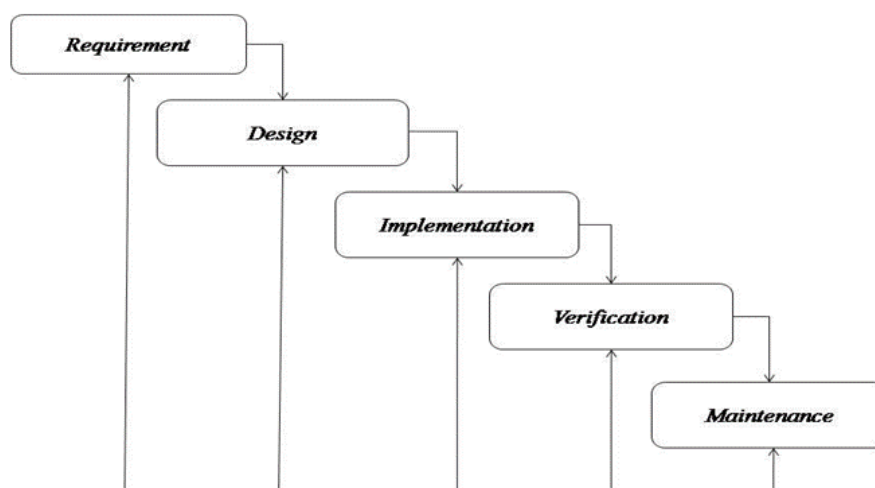 Requirement
Design
Implementation
Verification
Maintenance